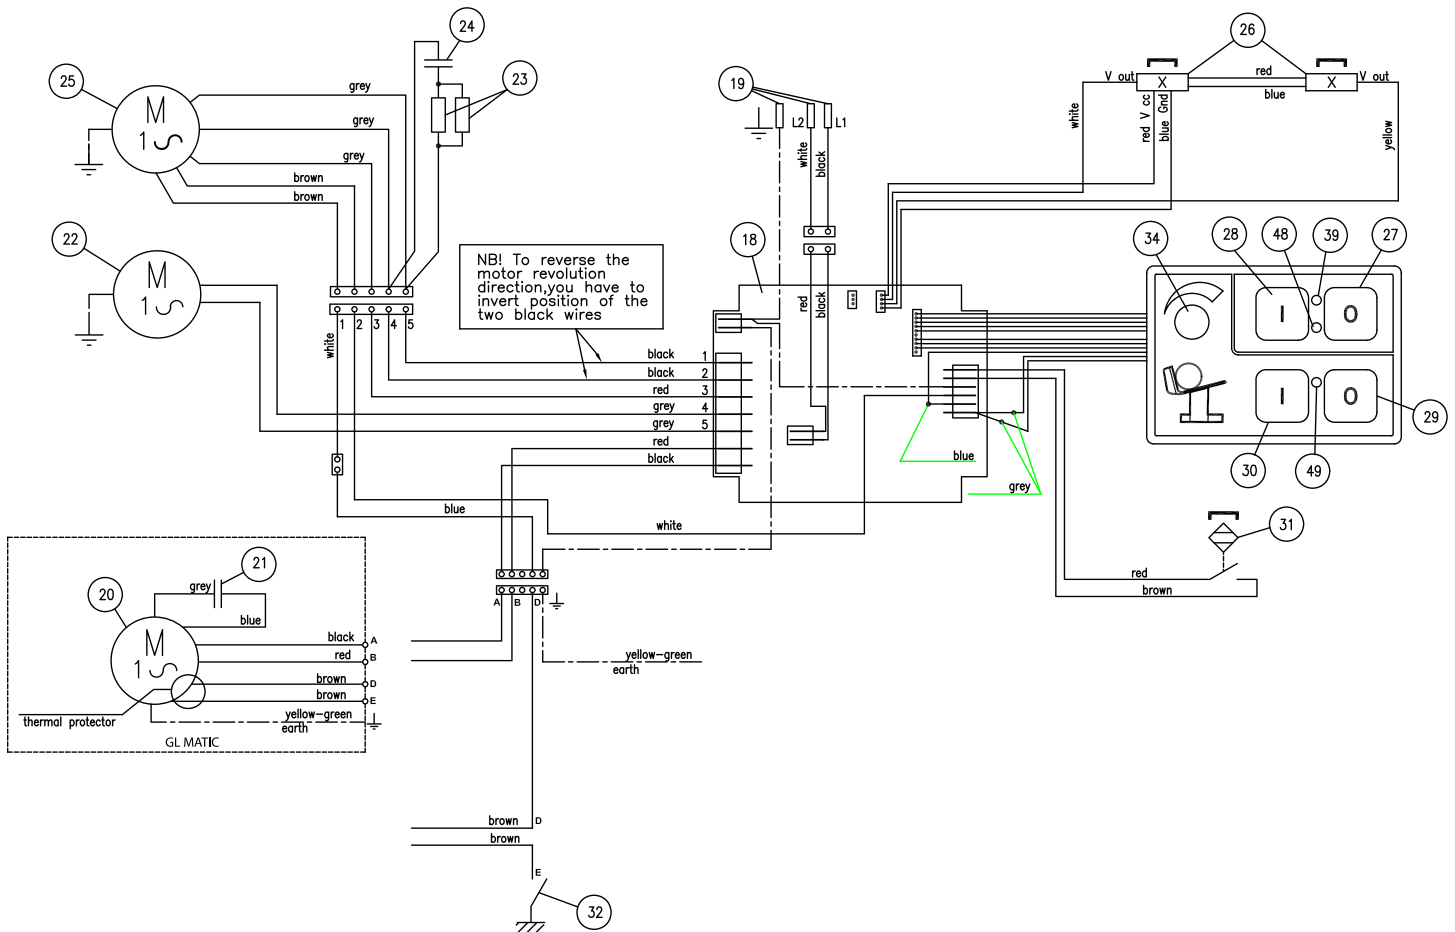 24
26
25
23
19
M
1
grey
grey
grey
brown
brown
L2
L1
white
black
V out
X
red
blue
X
V out
white
red V cc
blue Gnd
yellow
22
M
1
18
NB! To reverse the
motor revolution
direction,you have to
invert position of the
two black wires
red
black
34
28
48
39
27
I
O
I
O
29
30
49
1
2
3
4
5
white
black 1
black 2
red 3
grey 4
grey 5
red
black
blue
grey
blue
white
31
red
brown
20
21
grey
blue
M
1
black A
red B
brown D
brown E
yellow-green
earth
thermal protector
GL MATIC
A
B
D
yellow-green
earth
brown D
brown
E
32